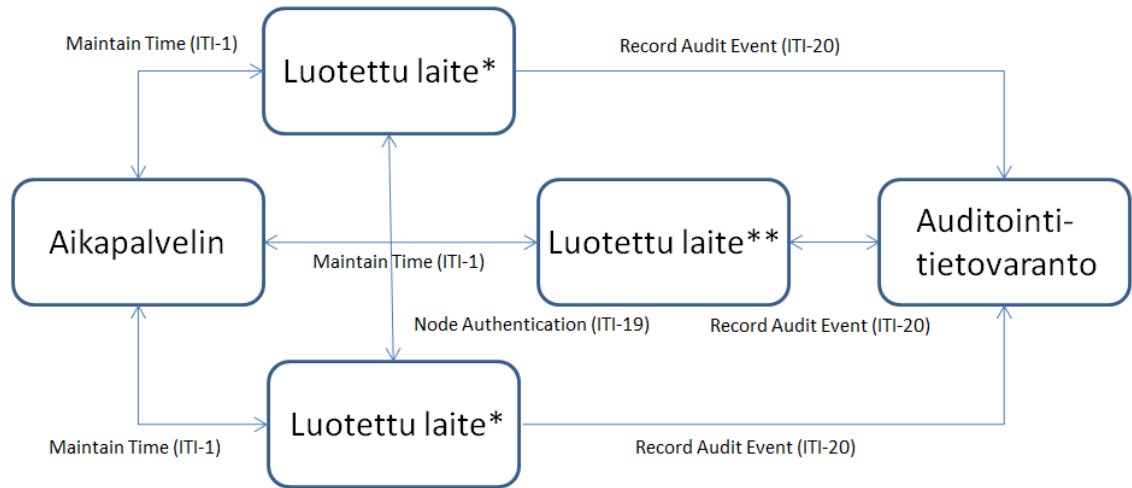 Maintain Time (ITI-1)
Luotettu laite*
Record Audit Event (ITI-20)
Aikapalvelin
Maintain Time (ITI-1)
Luotettu laite**
Auditointi-
tietovaranto
Node Authentication (ITI-19)
Record Audit Event (ITI-20)
Luotettu laite*
Maintain Time (ITI-1)
Record Audit Event (ITI-20)